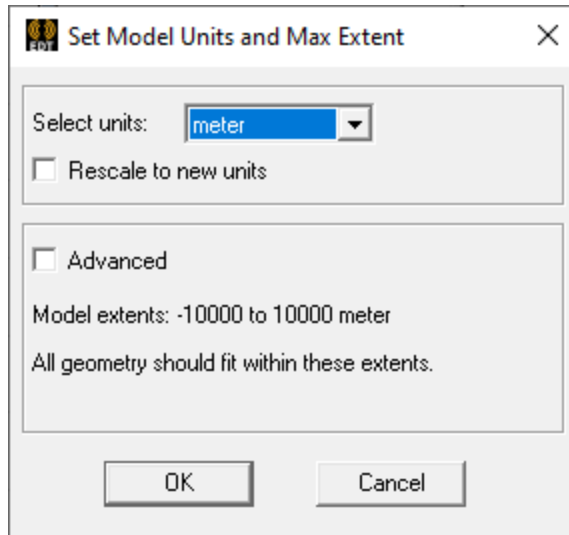 EDT
Set Model Units and Max Extent
Select units: meter
Rescale to new units
Advanced
Model extents: -10000 to 10000 meter
All geometry should fit within these extents.
OK Cancel